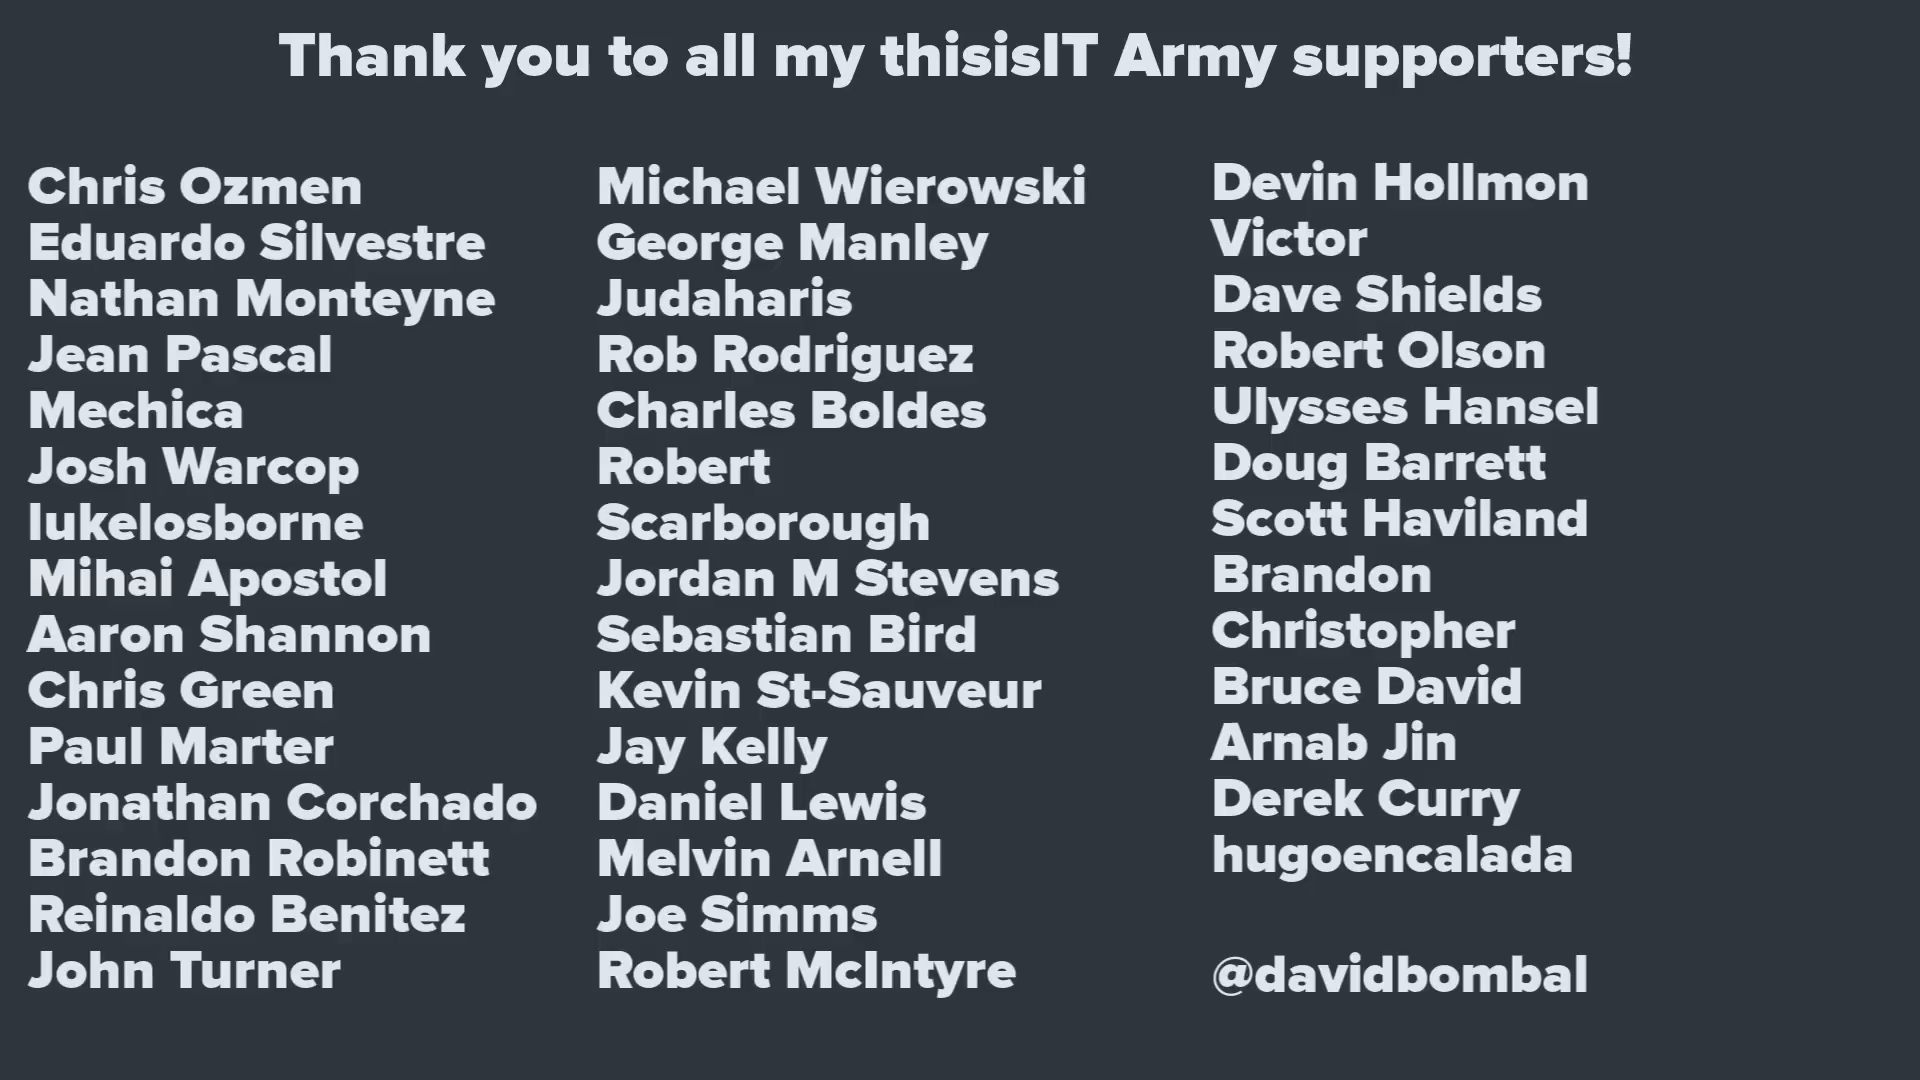 Thank you to all my thisisIT Army supporters!
Chris Ozmen
Eduardo Silvestre
Nathan Monteyne
Jean Pascal
Mechica
Josh Warcop
lukelosborne
Mihai Apostol
Aaron Shannon
Chris Green
Paul Marter
Jonathan Corchado
Brandon Robinett
Reinaldo Benitez
John Turner
Michael Wierowski
George Manley
Judaharis
Rob Rodriguez
Charles Boldes
Robert
Scarborough
Jordan M Stevens
Sebastian Bird
Kevin St-Sauveur
Jay Kelly
Daniel Lewis
Melvin Arnell
Joe Simms
Robert McIntyre
Devin Hollmon
Victor
Dave Shields
Robert Olson
Ulysses Hansel
Doug Barrett
Scott Haviland
Brandon
Christopher
Bruce David
Arnab Jin
Derek Curry
hugoencalada
@davidbombal